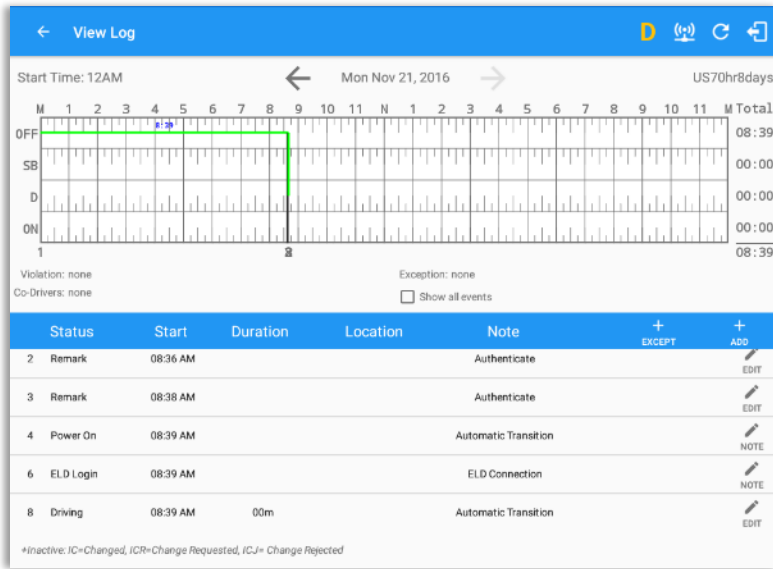 View Log D
Start Time: 12AM Mon Nov 21, 2016 US70hr8days
M 1 2 3 4 5 6 7 8 9 10 11 N 1 2 3 4 5 6 7 8 9 10 11 M Total
8:39
OFF 08:39
SB 00:00
D 00:00
ON 00:00
1 08:39
Violation: none Exception: none
Co-Drivers: none Show all events
Status Start Duration Location Note + EXCEPT + ADD
2 Remark 08:36 AM Authenticate EDIT
3 Remark 08:38 AM Authenticate EDIT
4 Power On 08:39 AM Automatic Transition NOTE
6 ELD Login 08:39 AM ELD Connection NOTE
8 Driving 08:39 AM 00m Automatic Transition EDIT
+Inactive: IC=Changed, ICR=Change Requested, ICJ= Change Rejected